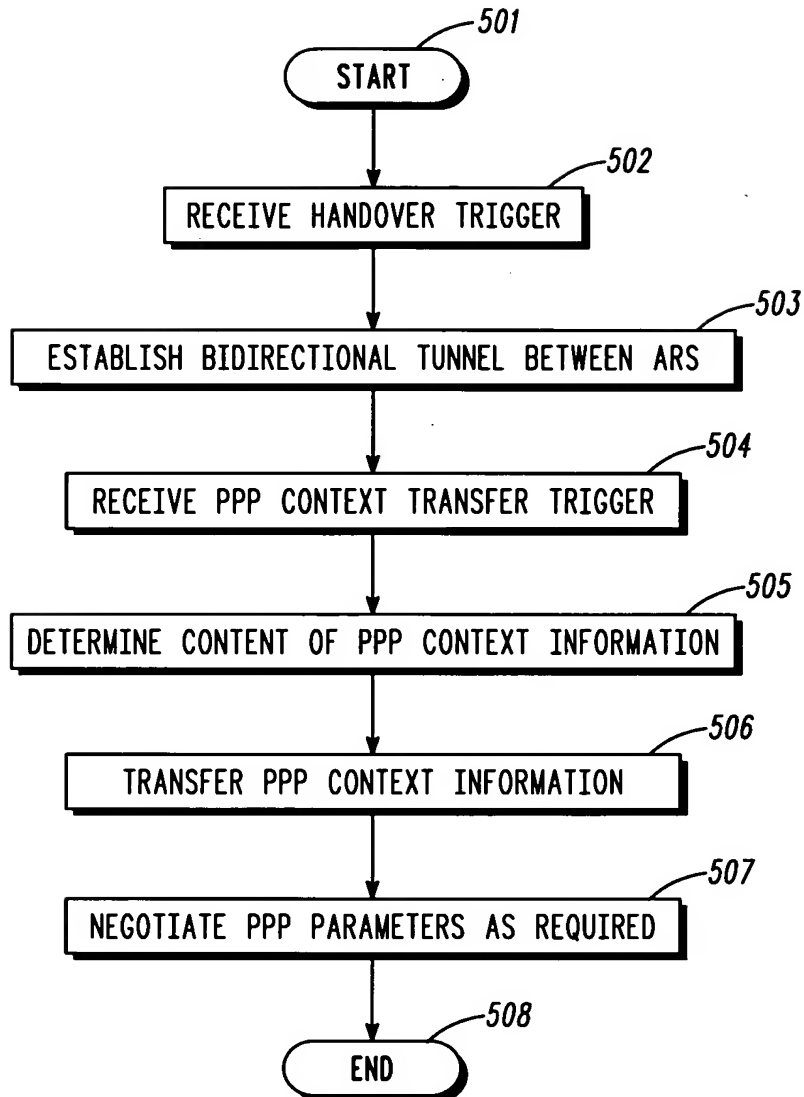 501
START
502
RECEIVE HANDOVER TRIGGER
503
ESTABLISH BIDIRECTIONAL TUNNEL BETWEEN ARS
504
RECEIVE PPP CONTEXT TRANSFER TRIGGER
505
DETERMINE CONTENT OF PPP CONTEXT INFORMATION
506
TRANSFER PPP CONTEXT INFORMATION
507
NEGOTIATE PPP PARAMETERS AS REQUIRED
508
END